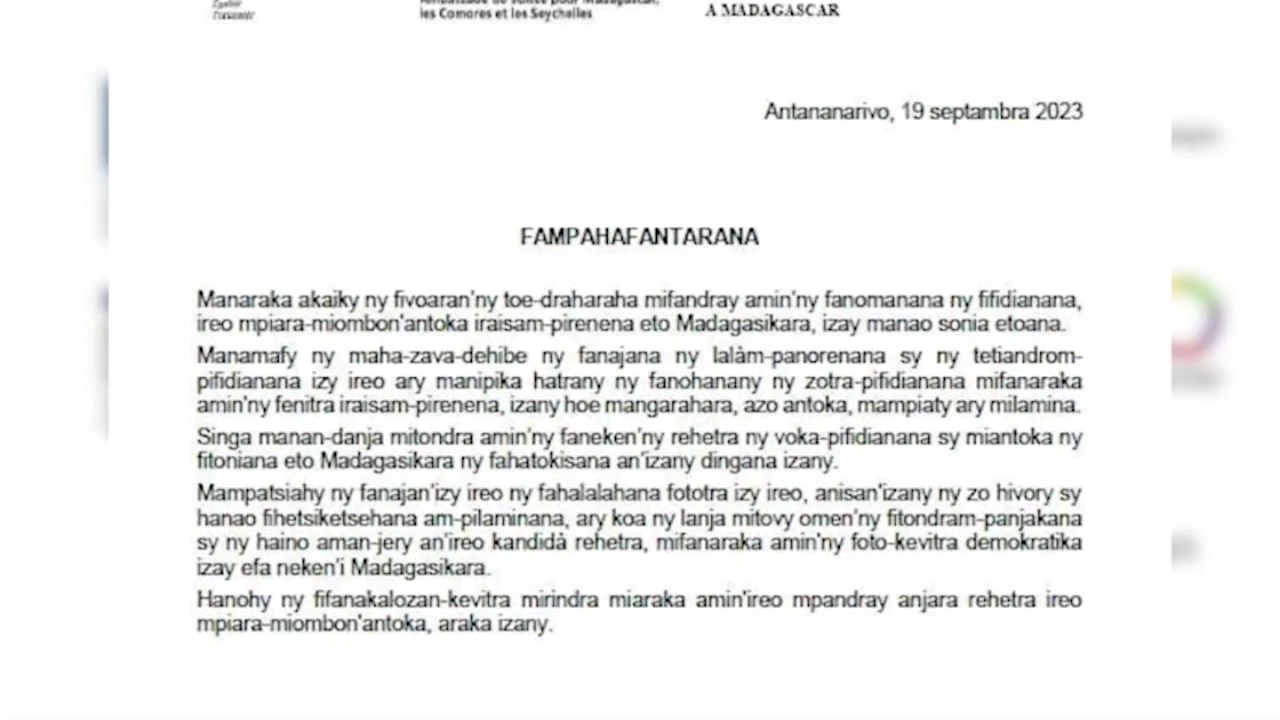 les Comores et les Seychelles
A MADAGASCAR
Antananarivo, 19 septambra 2023
FAMPAHAFANTARANA
Manaraka akaiky ny fivoaran'ny toe-draharaha mifandray amin'ny fanomanana ny fifidianana,
ireo mpiara-miombon'antoka iraisam-pirenena eto Madagasikara, izay manao sonia etoana.
Manamafy ny maha-zava-dehibe ny fanajana ny lalàm-panorenana sy ny tetiandrom-
pifidianana izy ireo ary manipika hatrany ny fanohanany ny zotra-pifidianana mifanaraka
amin'ny fenitra iraisam-pirenena, izany hoe mangarahara, azo antoka, mampiaty ary milamina.
Singa manan-danja mitondra amin'ny faneken'ny rehetra ny voka-pifidianana sy miantoka ny
fitoniana eto Madagasikara ny fahatokisana an'izany dingana izany.
Mampatsiahy ny fanajan'izy ireo ny fahalalahana fototra izy ireo, anisan'izany ny zo hivory sy
hanao fihetsiketsehana am-pilaminana, ary koa ny lanja mitovy omen'ny fitondram-panjakana
sy ny haino aman-jery an'ireo kandidà rehetra, mifanaraka amin'ny foto-kevitra demokratika
izay efa neken'i Madagasikara.
Hanohy ny fifanakalozan-kevitra mirindra miaraka amin'ireo mpandray anjara rehetra ireo
mpiara-miombon'antoka, araka izany.